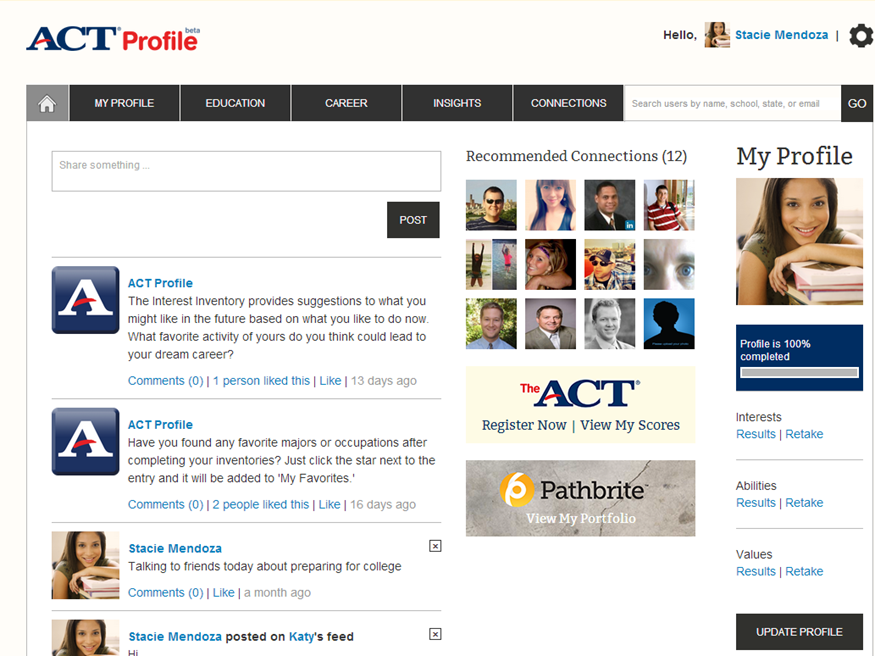 ACT® Profile beta
Hello, Stacie Mendoza |
MY PROFILE
EDUCATION
CAREER
INSIGHTS
CONNECTIONS
Search users by name, school, state, or email
GO
Share something ...
POST
ACT Profile
The Interest Inventory provides suggestions to what you
might like in the future based on what you like to do now.
What favorite activity of yours do you think could lead to
your dream career?
Comments (0) | 1 person liked this | Like | 13 days ago
ACT Profile
Have you found any favorite majors or occupations after
completing your inventories? Just click the star next to the
entry and it will be added to 'My Favorites.'
Comments (0) | 2 people liked this | Like | 16 days ago
Stacie Mendoza
Talking to friends today about preparing for college
Comments (0) | Like | a month ago
Stacie Mendoza posted on Katy's feed
Hi
Recommended Connections (12)
in
The ACT®
Register Now | View My Scores
Pathbrite™
View My Portfolio
My Profile
Profile is 100%
completed
Interests
Results | Retake
Abilities
Results | Retake
Values
Results | Retake
UPDATE PROFILE